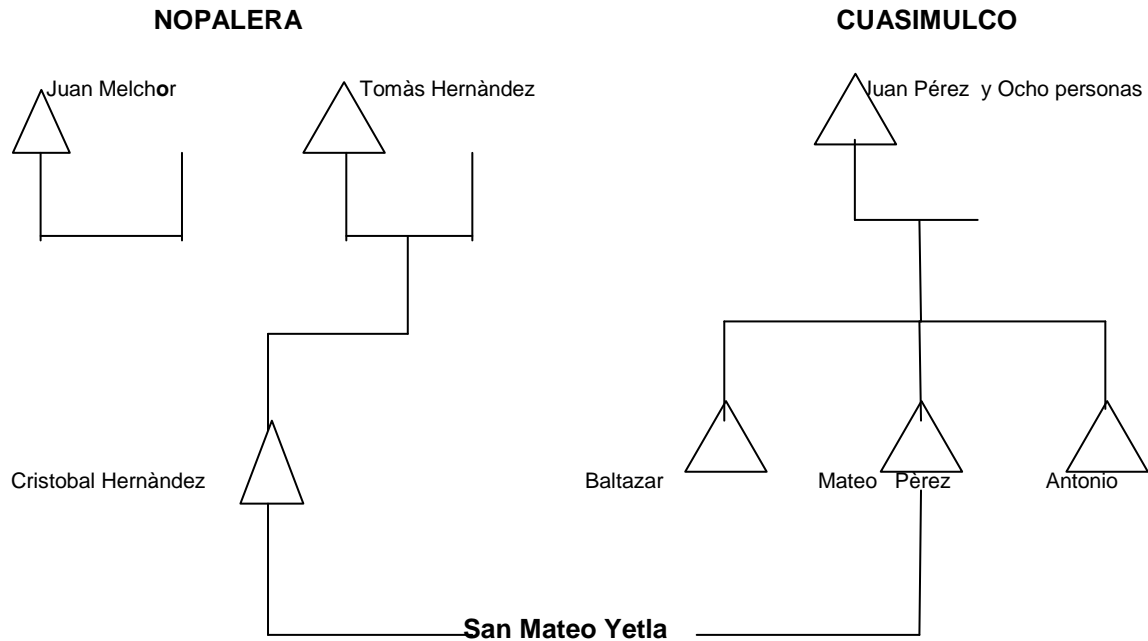 NOPALERA CUASIMULCO
Juan Melchor Tomàs Hernàndez Juan Pérez y Ocho personas
Cristobal Hernàndez Baltazar Mateo Pèrez Antonio
San Mateo Yetla